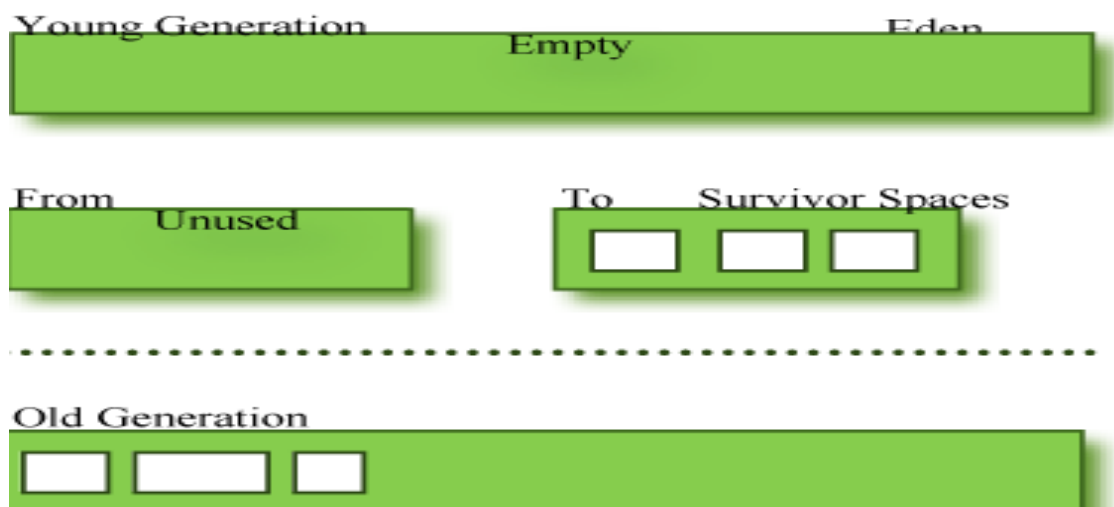 Young Generation Eden
Empty
From To Survivor Spaces
Unused
Old Generation